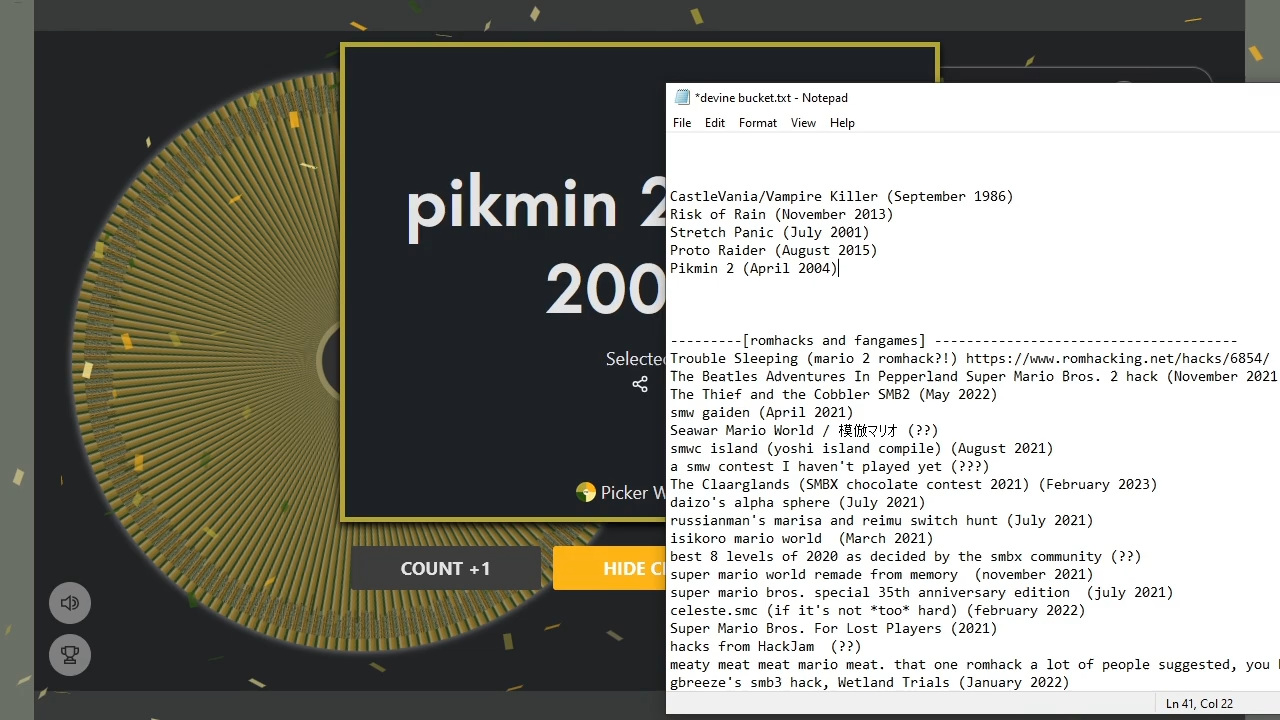 pikmin 2
200
Selected
Picker W
COUNT +1
HIDE C
*devine bucket.txt - Notepad
File Edit Format View Help
CastleVania/Vampire Killer (September 1986)
Risk of Rain (November 2013)
Stretch Panic (July 2001)
Proto Raider (August 2015)
Pikmin 2 (April 2004)
---------[romhacks and fangames] --------------------------------------
Trouble Sleeping (mario 2 romhack?!) https://www.romhacking.net/hacks/6854/
The Beatles Adventures In Pepperland Super Mario Bros. 2 hack (November 2021
The Thief and the Cobbler SMB2 (May 2022)
smw gaiden (April 2021)
Seawar Mario World / 模倣マリオ (??)
smwc island (yoshi island compile) (August 2021)
a smw contest I haven't played yet (???)
The Claarglands (SMBX chocolate contest 2021) (February 2023)
daizo's alpha sphere (July 2021)
russianman's marisa and reimu switch hunt (July 2021)
isikoro mario world  (March 2021)
best 8 levels of 2020 as decided by the smbx community (??)
super mario world remade from memory  (november 2021)
super mario bros. special 35th anniversary edition  (july 2021)
celeste.smc (if it's not *too* hard) (february 2022)
Super Mario Bros. For Lost Players (2021)
hacks from HackJam  (??)
meaty meat meat mario meat. that one romhack a lot of people suggested, you
gbreeze's smb3 hack, Wetland Trials (January 2022)
Ln 41, Col 22